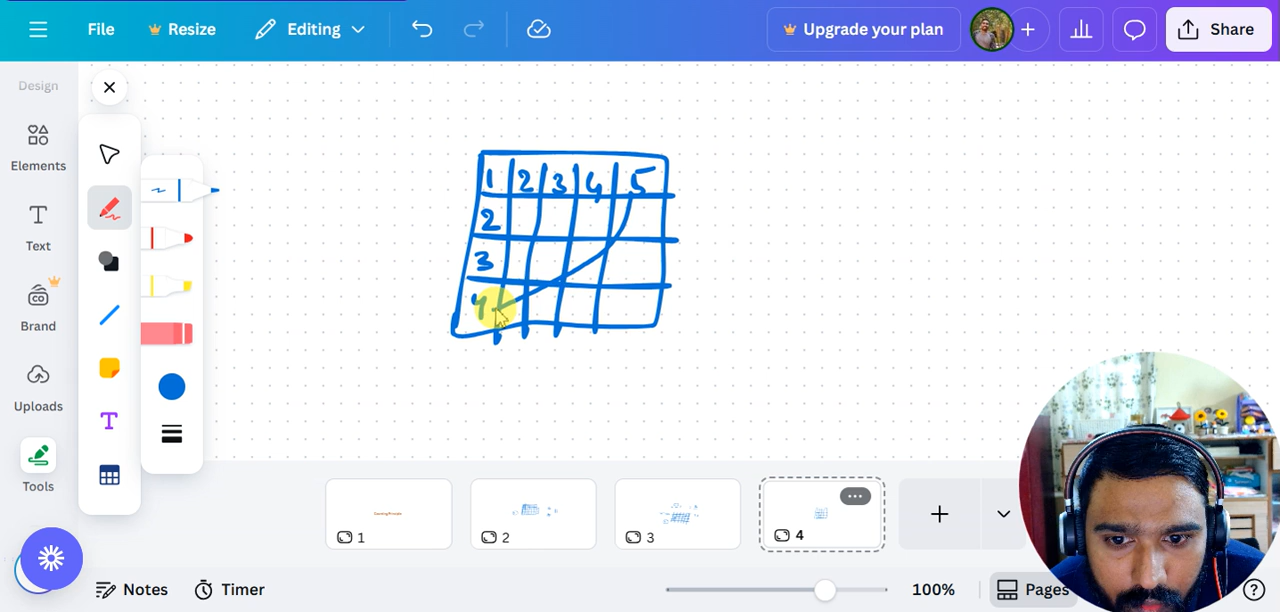 File Resize Editing Upgrade your plan Share
Design
Elements
Text
Brand
Uploads
Tools
1 2 3 4 5
2
3
4
1 2 3 4
Notes Timer 100% Pages